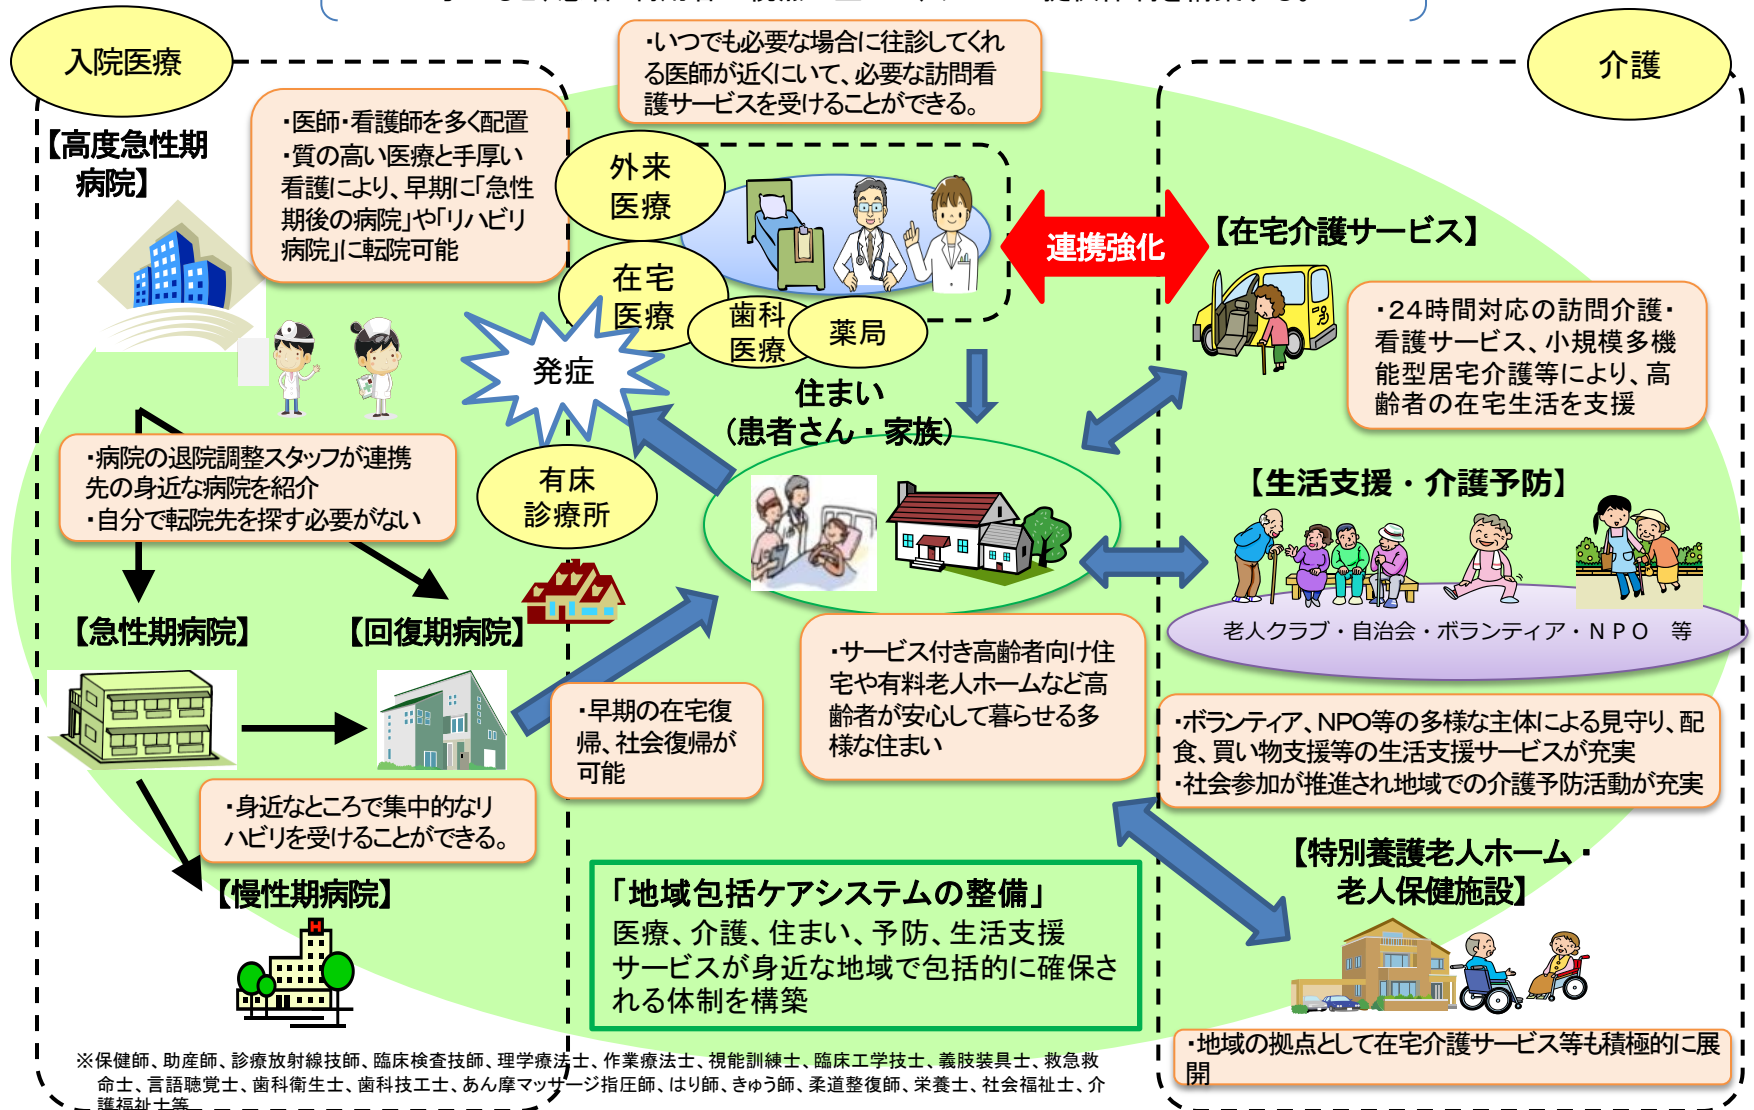 入院医療
介護
・いつでも必要な場合に往診してくれ
る医師が近くにいて、必要な訪問看
護サービスを受けることができる。
【高度急性期
病院】
・医師・看護師を多く配置
・質の高い医療と手厚い
看護により、早期に「急性
期後の病院」や「リハビリ
病院」に転院可能
外来
医療
在宅
医療
歯科
医療
薬局
連携強化
【在宅介護サービス】
・24時間対応の訪問介護・
看護サービス、小規模多機
能型居宅介護等により、高
齢者の在宅生活を支援
発症
住まい
(患者さん・家族)
・病院の退院調整スタッフが連携
先の身近な病院を紹介
・自分で転院先を探す必要がない
有床
診療所
【生活支援・介護予防】
老人クラブ・自治会・ボランティア・NPO 等
【急性期病院】
【回復期病院】
・サービス付き高齢者向け住
宅や有料老人ホームなど高
齢者が安心して暮らせる多
様な住まい
・早期の在宅復
帰、社会復帰が
可能
・ボランティア、NPO等の多様な主体による見守り、配
食、買い物支援等の生活支援サービスが充実
・社会参加が推進され地域での介護予防活動が充実
・身近なところで集中的なリ
ハビリを受けることができる。
【慢性期病院】
H
【特別養護老人ホーム・
老人保健施設】
「地域包括ケアシステムの整備」
医療、介護、住まい、予防、生活支援
サービスが身近な地域で包括的に確保さ
れる体制を構築
・地域の拠点として在宅介護サービス等も積極的に展
開
※保健師、助産師、診療放射線技師、臨床検査技師、理学療法士、作業療法士、視能訓練士、臨床工学技士、義肢装具士、救急救
命士、言語聴覚士、歯科衛生士、歯科技工士、あん摩マッサージ指圧師、はり師、きゅう師、柔道整復師、栄養士、社会福祉士、介
護福祉士等